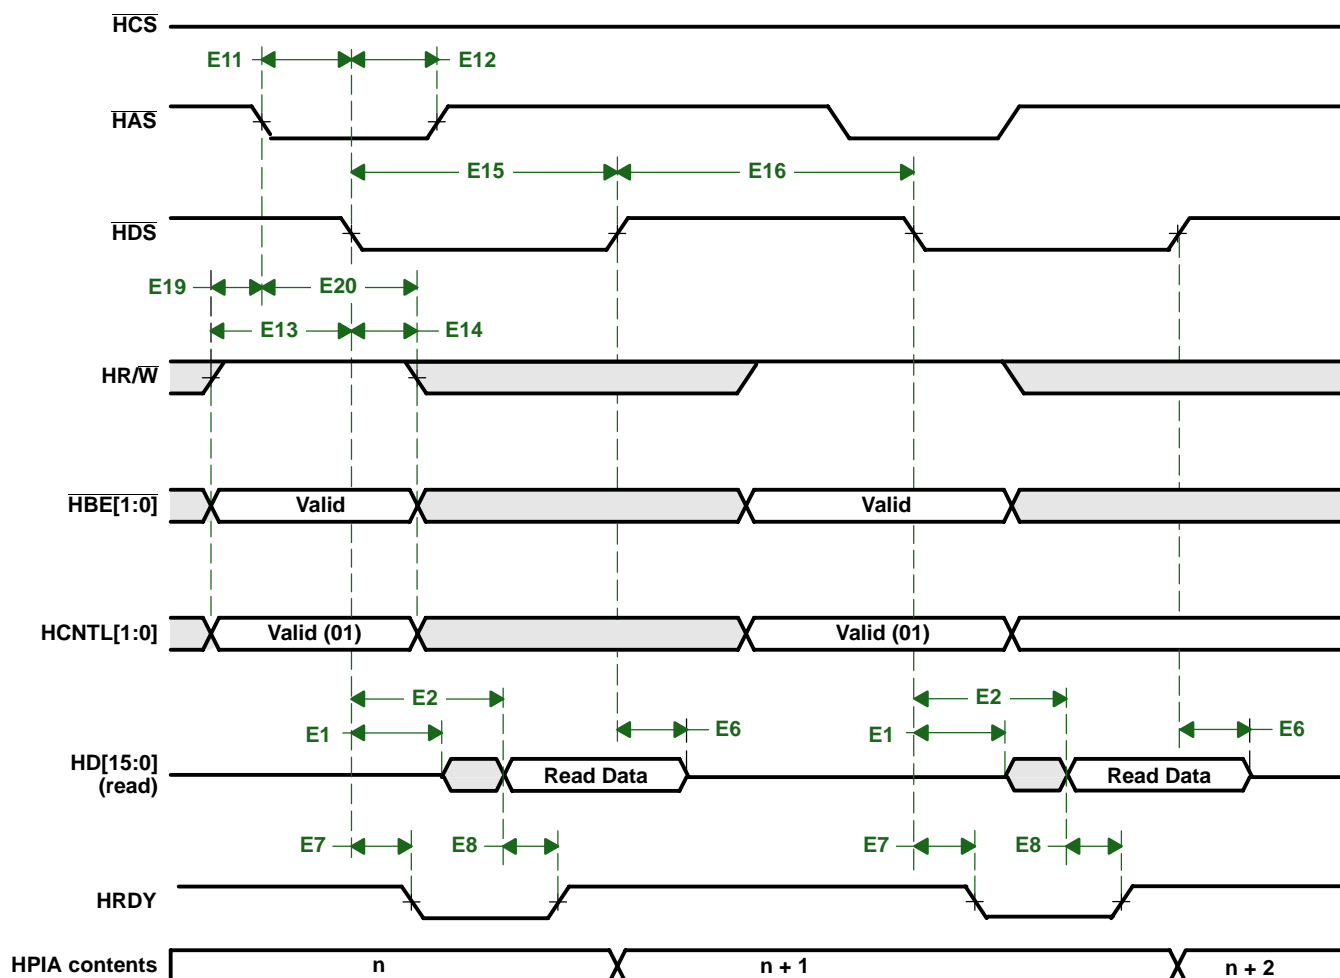 HCS
E11 E12
HAS
E15 E16
HDS
E19 E20
E13 E14
HR/W
HBE[1:0] Valid Valid
HCNTL[1:0] Valid (01) Valid (01)
E2 E2
E1 E6 E1 E6
HD[15:0]
(read) Read Data Read Data
E7 E8 E7 E8
HRDY
HPIA contents n n + 1 n + 2